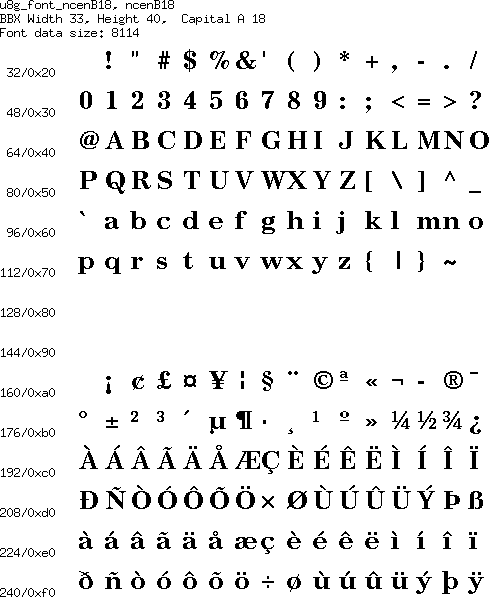 u8g_font_ncenB18, ncenB18
BBX Width 33, Height 40,  Capital A 18
Font data size: 8114
32/0x20 ! " # $ % & ' ( ) * + , - . /
48/0x30 0 1 2 3 4 5 6 7 8 9 : ; < = > ?
64/0x40 @ A B C D E F G H I J K L M N O
80/0x50 P Q R S T U V W X Y Z [ \ ] ^ _
96/0x60 ` a b c d e f g h i j k l m n o
112/0x70 p q r s t u v w x y z { | } ~
128/0x80
144/0x90
160/0xa0 ¡ ¢ £ ¤ ¥ ¦ § ¨ © ª « ¬ - ® ¯
176/0xb0 ° ± ² ³ ´ µ ¶ · ¸ ¹ º » ¼ ½ ¾ ¿
192/0xc0 À Á Â Ã Ä Å Æ Ç È É Ê Ë Ì Í Î Ï
208/0xd0 Ð Ñ Ò Ó Ô Õ Ö × Ø Ù Ú Û Ü Ý Þ ß
224/0xe0 à á â ã ä å æ ç è é ê ë ì í î ï
240/0xf0 ð ñ ò ó ô õ ö ÷ ø ù ú û ü ý þ ÿ